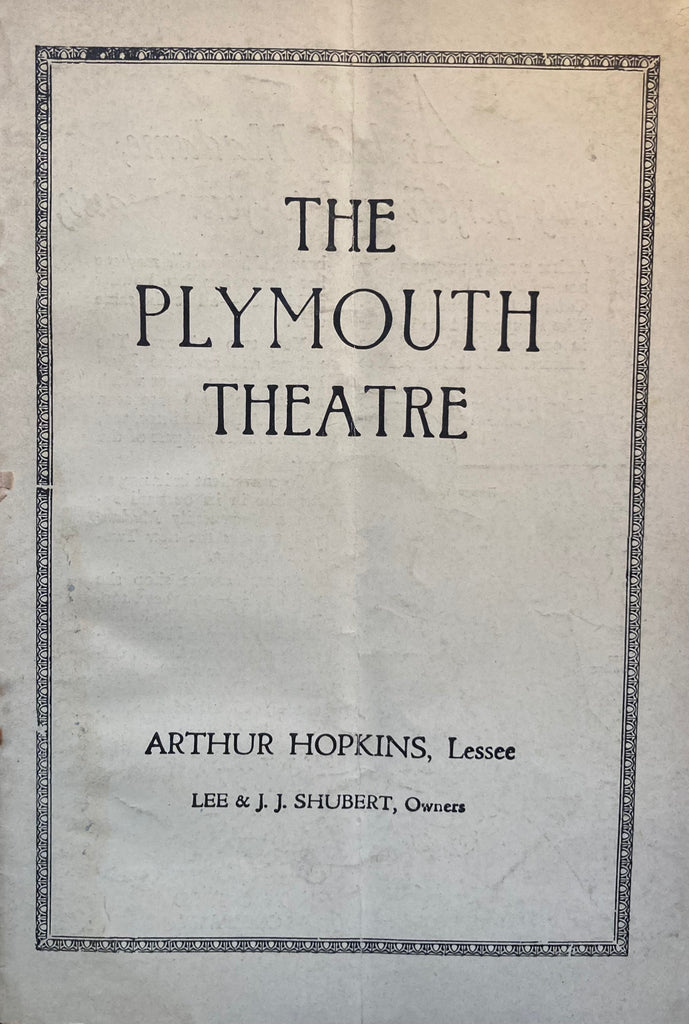 THE
PLYMOUTH
THEATRE
ARTHUR HOPKINS, Lessee
LEE & J. J. SHUBERT, Owners